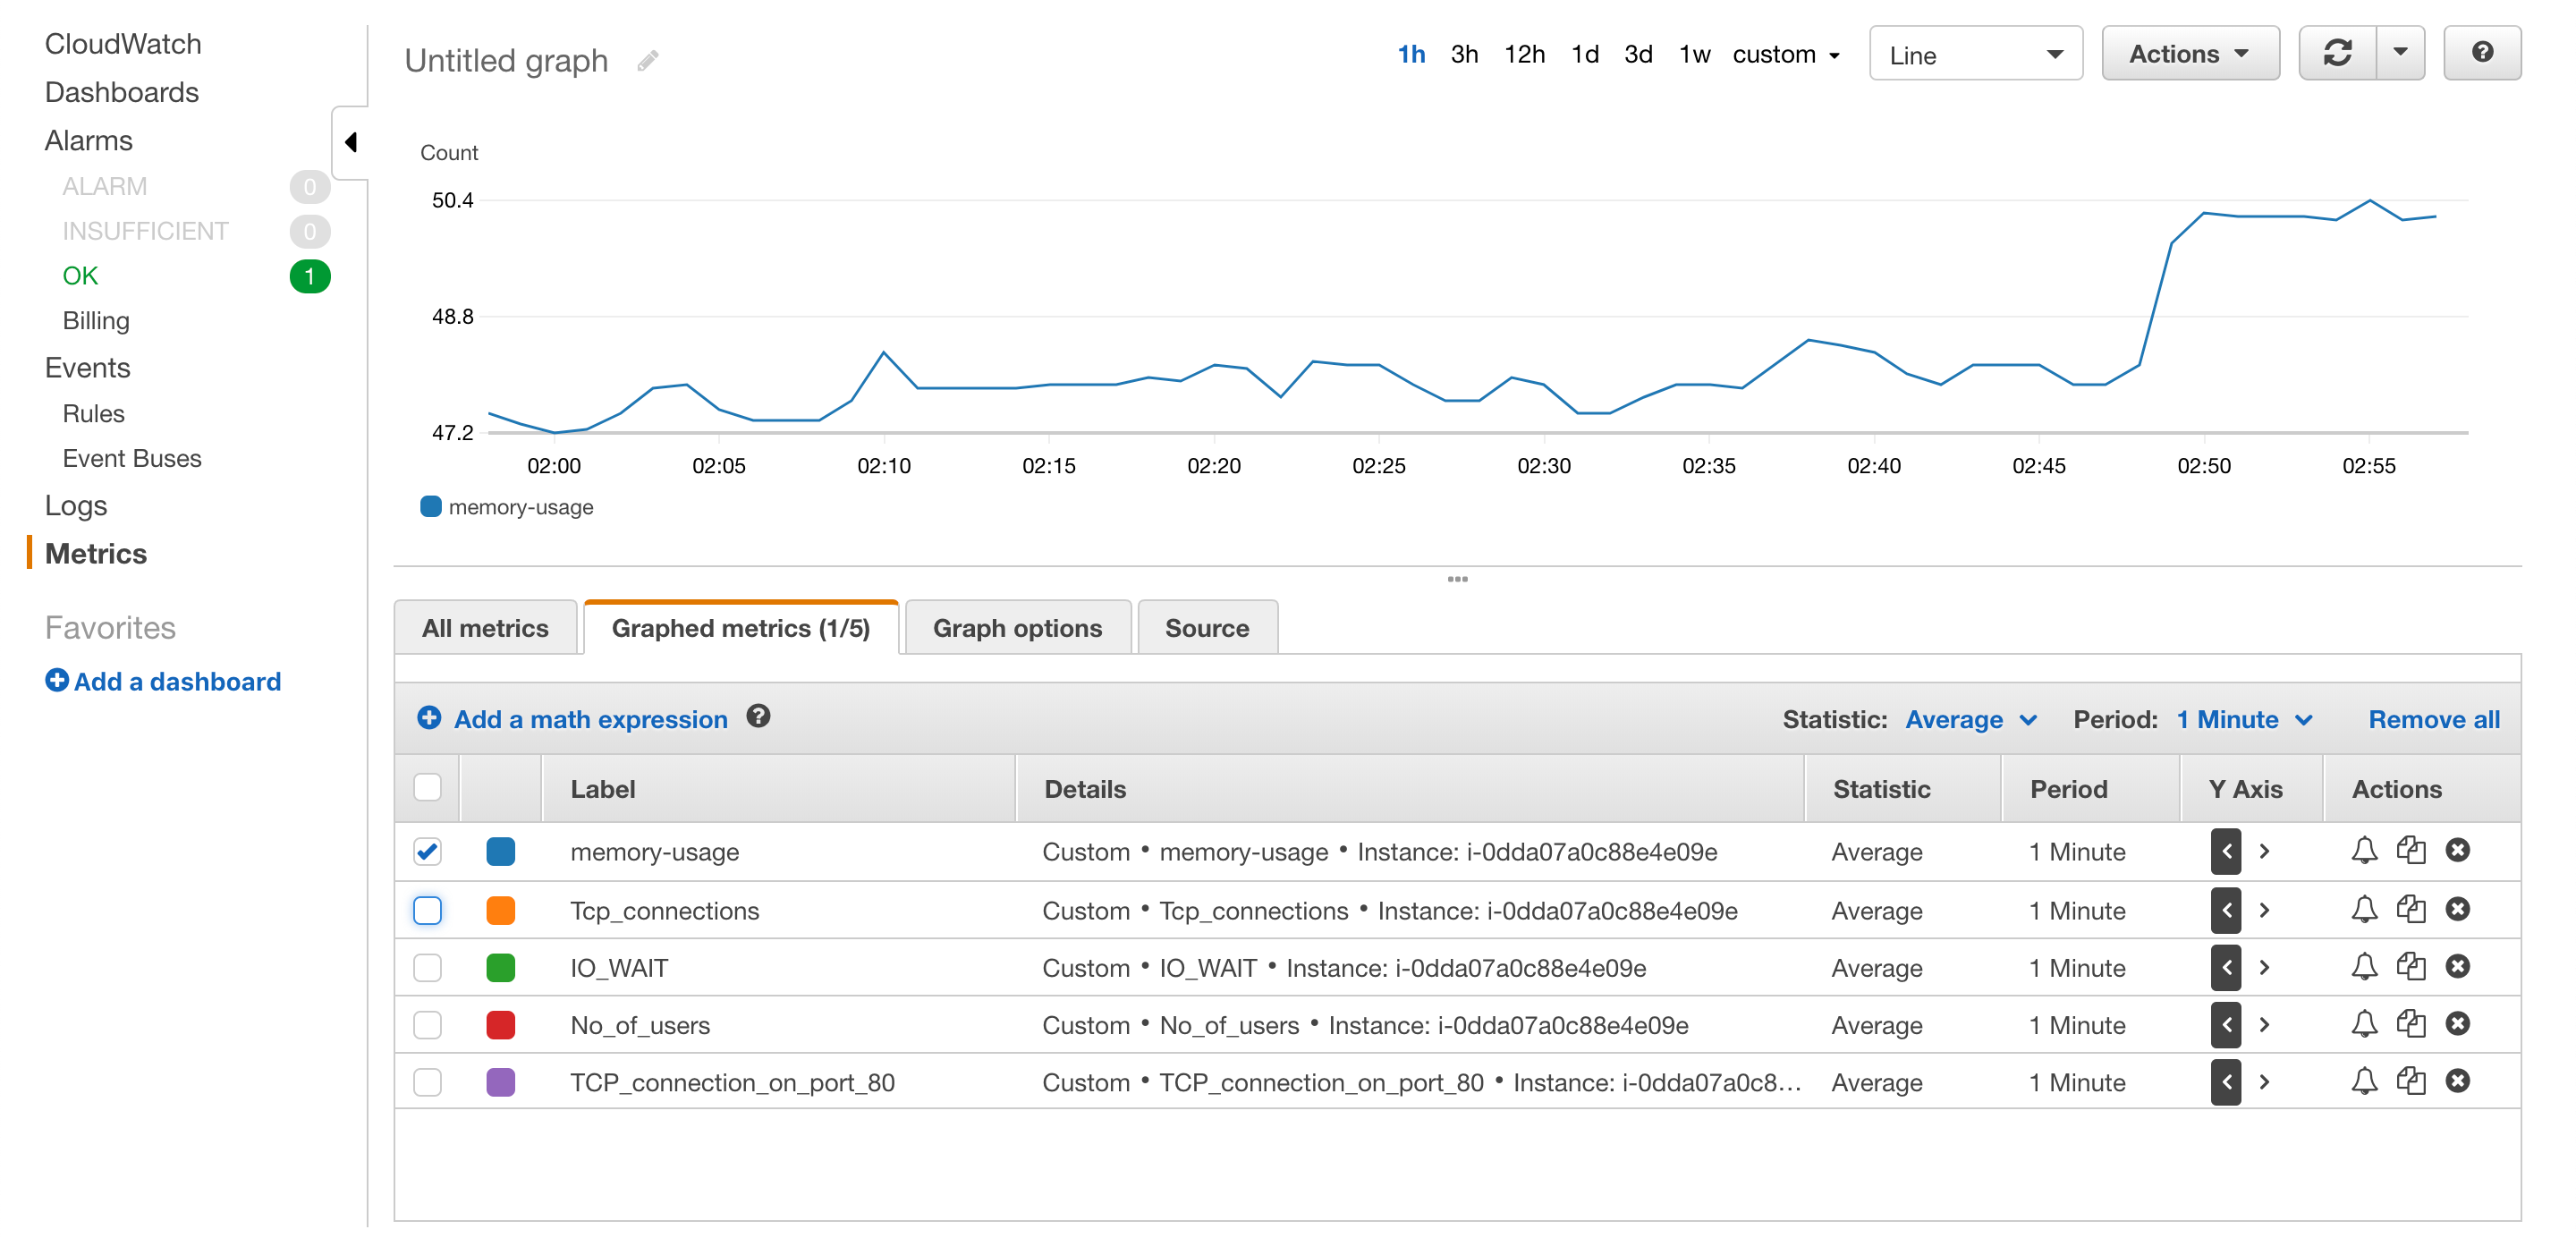 CloudWatch
Dashboards
Alarms
ALARM 0
INSUFFICIENT 0
OK 1
Billing
Events
Rules
Event Buses
Logs
Metrics
Favorites
Add a dashboard
Untitled graph
1h 3h 12h 1d 3d 1w custom Line Actions ?
Count
50.4
48.8
47.2
02:00 02:05 02:10 02:15 02:20 02:25 02:30 02:35 02:40 02:45 02:50 02:55
memory-usage
All metrics Graphed metrics (1/5) Graph options Source
Add a math expression ? Statistic: Average Period: 1 Minute Remove all
Label Details Statistic Period Y Axis Actions
memory-usage Custom • memory-usage • Instance: i-0dda07a0c88e4e09e Average 1 Minute
Tcp_connections Custom • Tcp_connections • Instance: i-0dda07a0c88e4e09e Average 1 Minute
IO_WAIT Custom • IO_WAIT • Instance: i-0dda07a0c88e4e09e Average 1 Minute
No_of_users Custom • No_of_users • Instance: i-0dda07a0c88e4e09e Average 1 Minute
TCP_connection_on_port_80 Custom • TCP_connection_on_port_80 • Instance: i-0dda07a0c8... Average 1 Minute